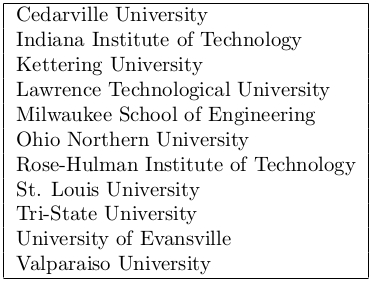 Cedarville University
Indiana Institute of Technology
Kettering University
Lawrence Technological University
Milwaukee School of Engineering
Ohio Northern University
Rose-Hulman Institute of Technology
St. Louis University
Tri-State University
University of Evansville
Valparaiso University